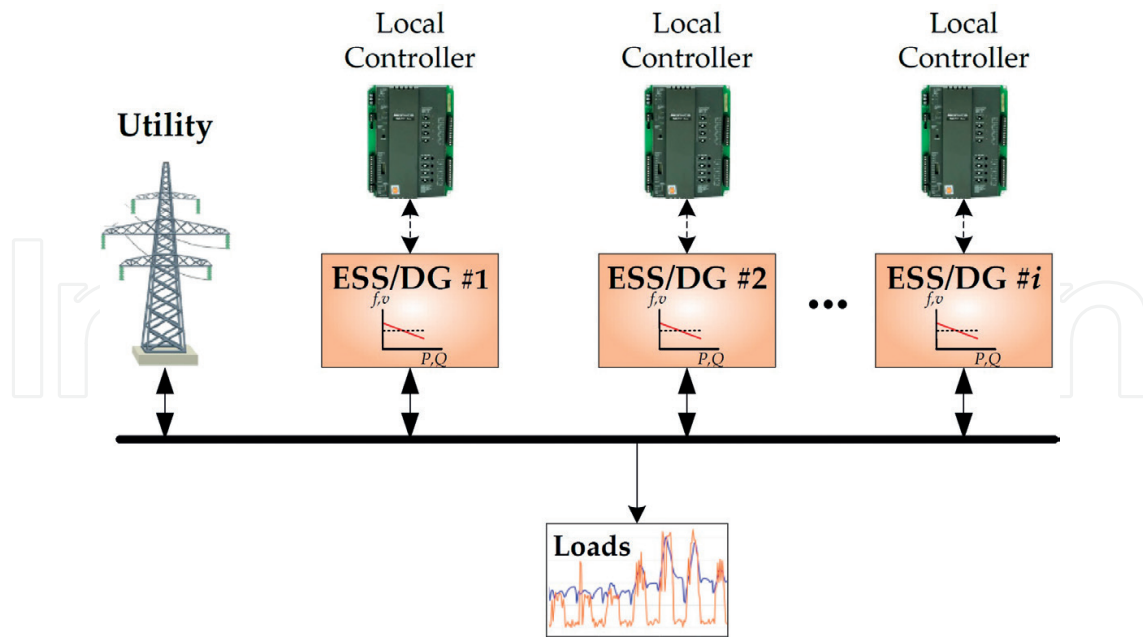 Local
Controller
Local
Controller
Local
Controller
Utility
ESS/DG #1
f,v
P,Q
ESS/DG #2
f,v
P,Q
ESS/DG #i
f,v
P,Q
Loads